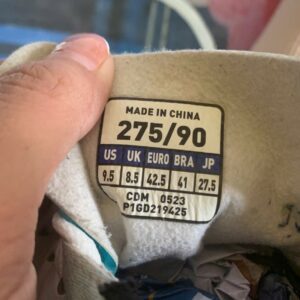 MADE IN CHINA
275/90
US UK EURO BRA JP
9.5 8.5 42.5 41 27.5
CDM 0523
P1GD219425